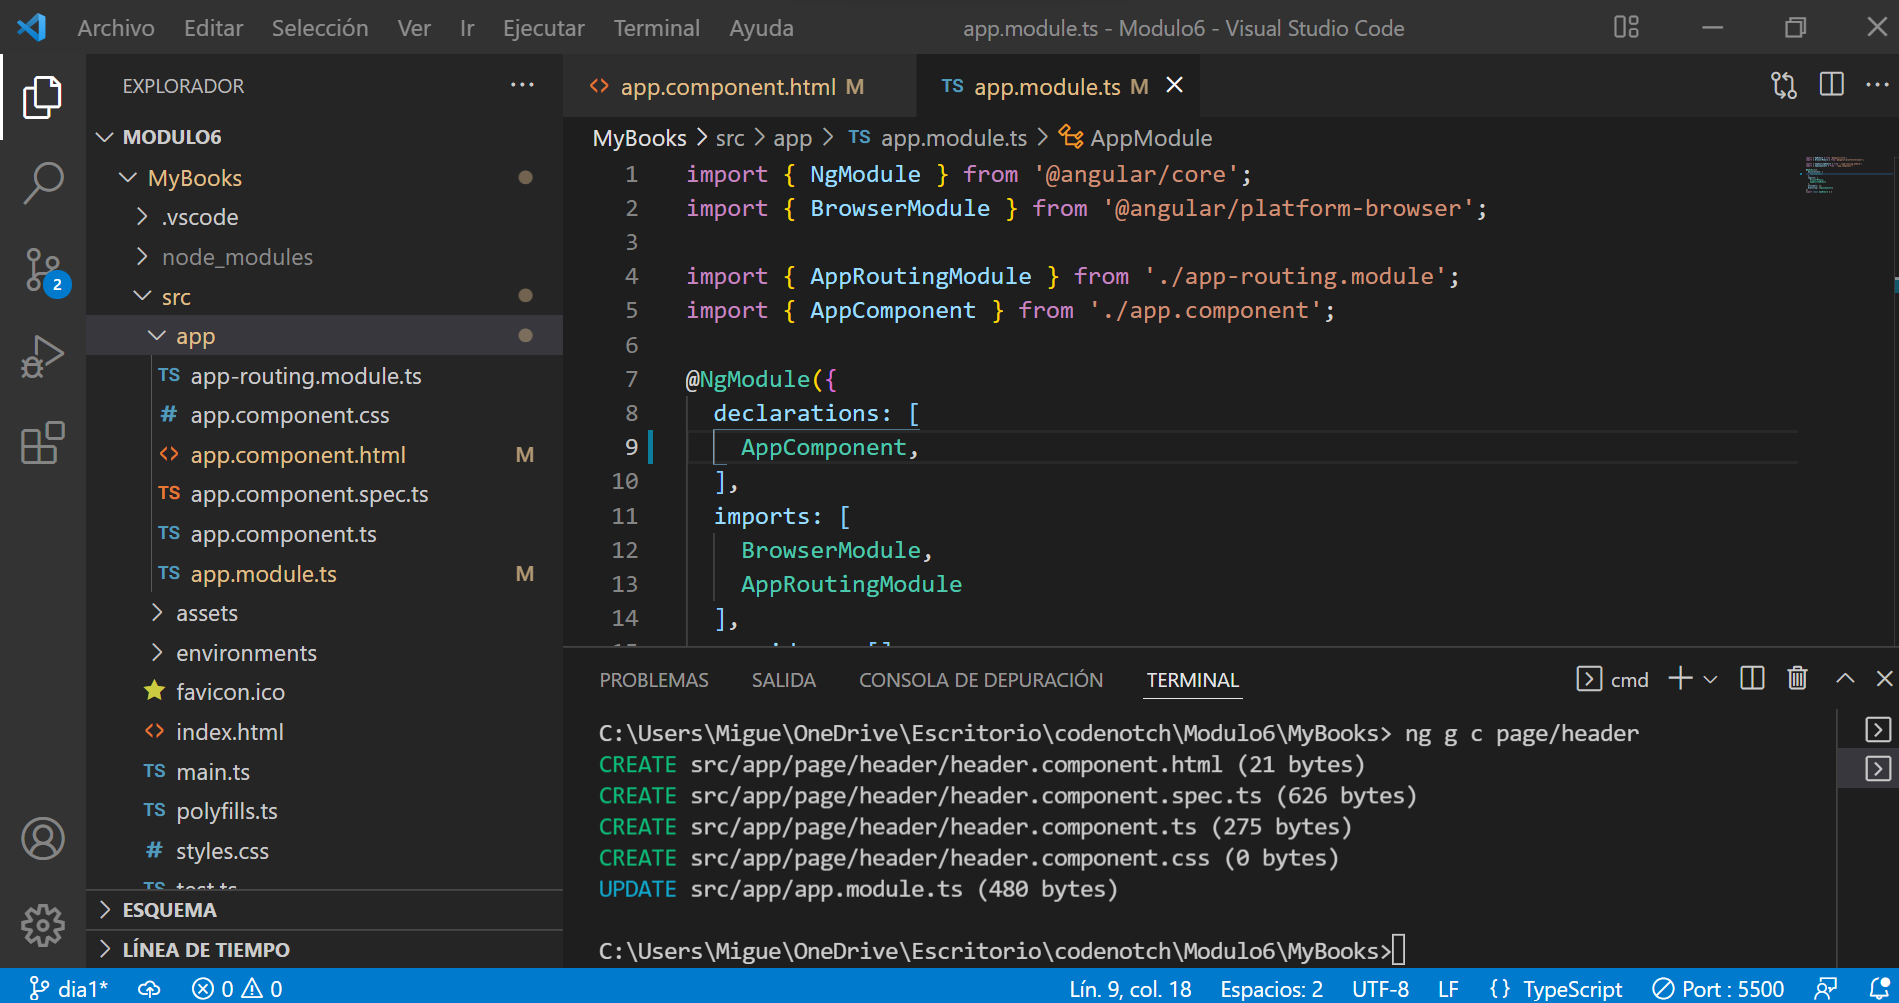 Archivo Editar Selección Ver Ir Ejecutar Terminal Ayuda app.module.ts - Modulo6 - Visual Studio Code
EXPLORADOR
MODULO6
MyBooks
.vscode
node_modules
src
app
TS app-routing.module.ts
# app.component.css
<> app.component.html M
TS app.component.spec.ts
TS app.component.ts
TS app.module.ts M
assets
environments
favicon.ico
<> index.html
TS main.ts
TS polyfills.ts
# styles.css
TS test.ts
ESQUEMA
LÍNEA DE TIEMPO
2
<> app.component.html M TS app.module.ts M
MyBooks > src > app > TS app.module.ts > AppModule
1 import { NgModule } from '@angular/core';
2 import { BrowserModule } from '@angular/platform-browser';
3
4 import { AppRoutingModule } from './app-routing.module';
5 import { AppComponent } from './app.component';
6
7 @NgModule({
8 declarations: [
9 AppComponent,
10 ],
11 imports: [
12 BrowserModule,
13 AppRoutingModule
14 ],
PROBLEMAS SALIDA CONSOLA DE DEPURACIÓN TERMINAL cmd
C:\Users\Migue\OneDrive\Escritorio\codenotch\Modulo6\MyBooks> ng g c page/header
CREATE src/app/page/header/header.component.html (21 bytes)
CREATE src/app/page/header/header.component.spec.ts (626 bytes)
CREATE src/app/page/header/header.component.ts (275 bytes)
CREATE src/app/page/header/header.component.css (0 bytes)
UPDATE src/app/app.module.ts (480 bytes)
C:\Users\Migue\OneDrive\Escritorio\codenotch\Modulo6\MyBooks>
dia1* 0 0 Lín. 9, col. 18 Espacios: 2 UTF-8 LF {} TypeScript Port : 5500